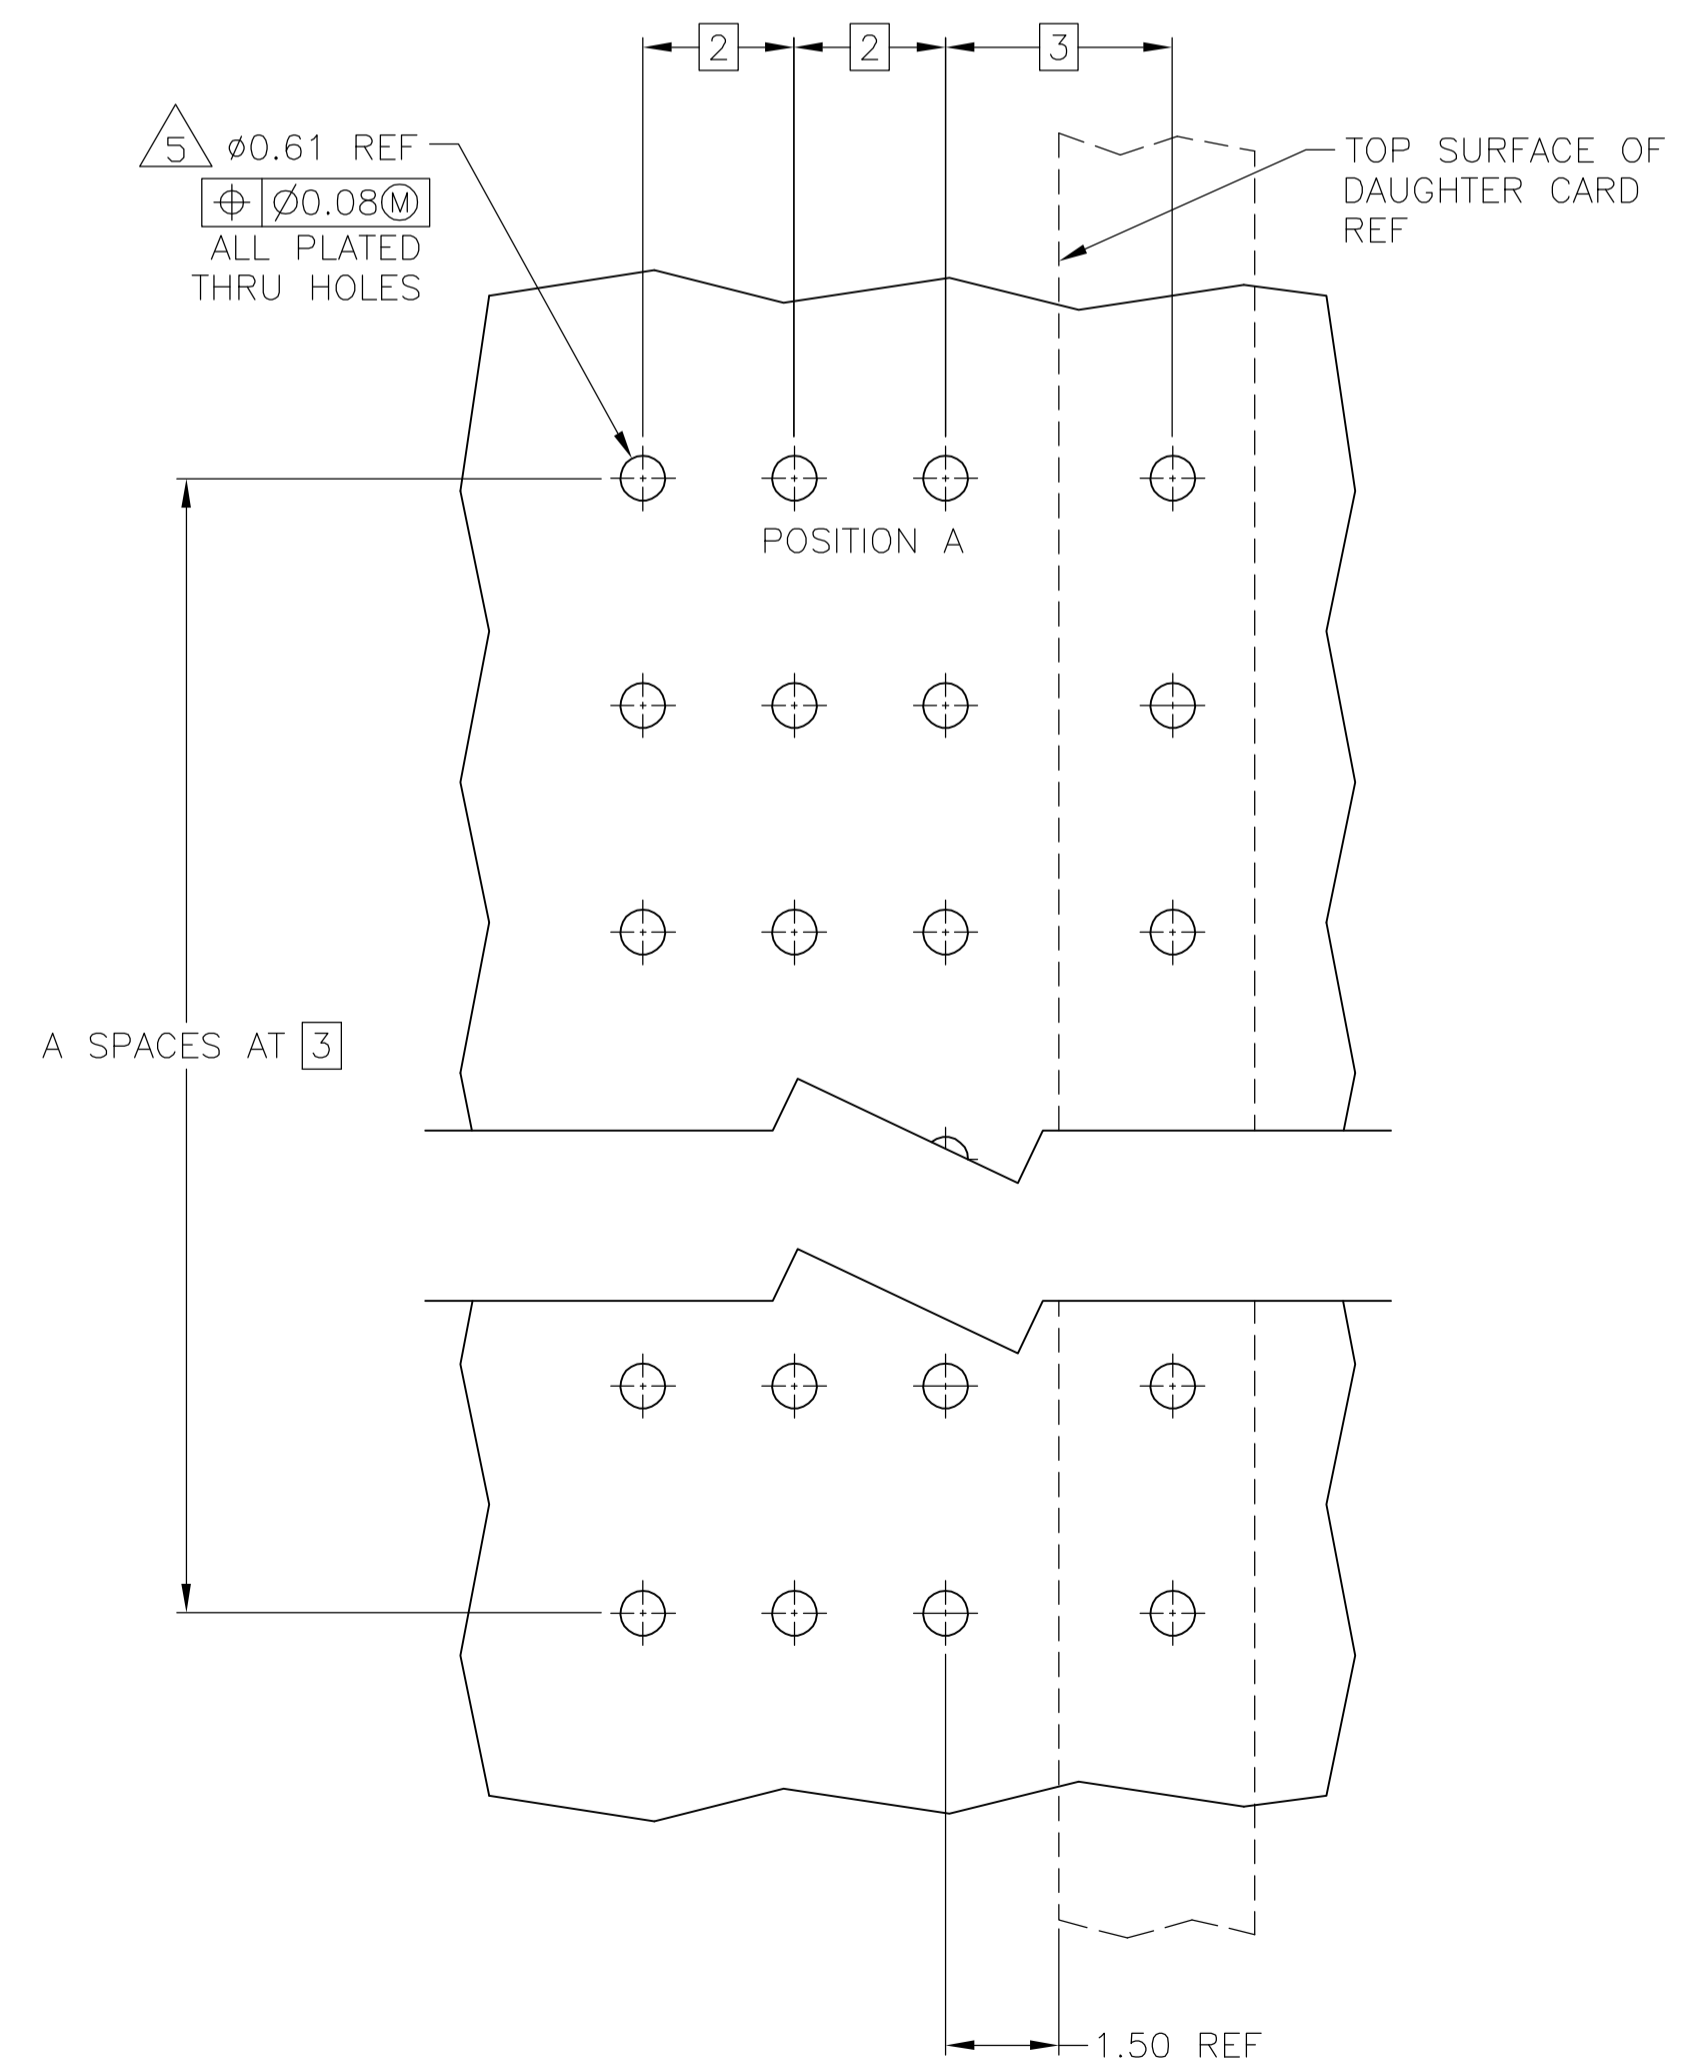 2 2 3
5 ø0.61 REF
⌖ Ø0.08Ⓜ
ALL PLATED
THRU HOLES
TOP SURFACE OF
DAUGHTER CARD
REF
POSITION A
A SPACES AT 3
1.50 REF